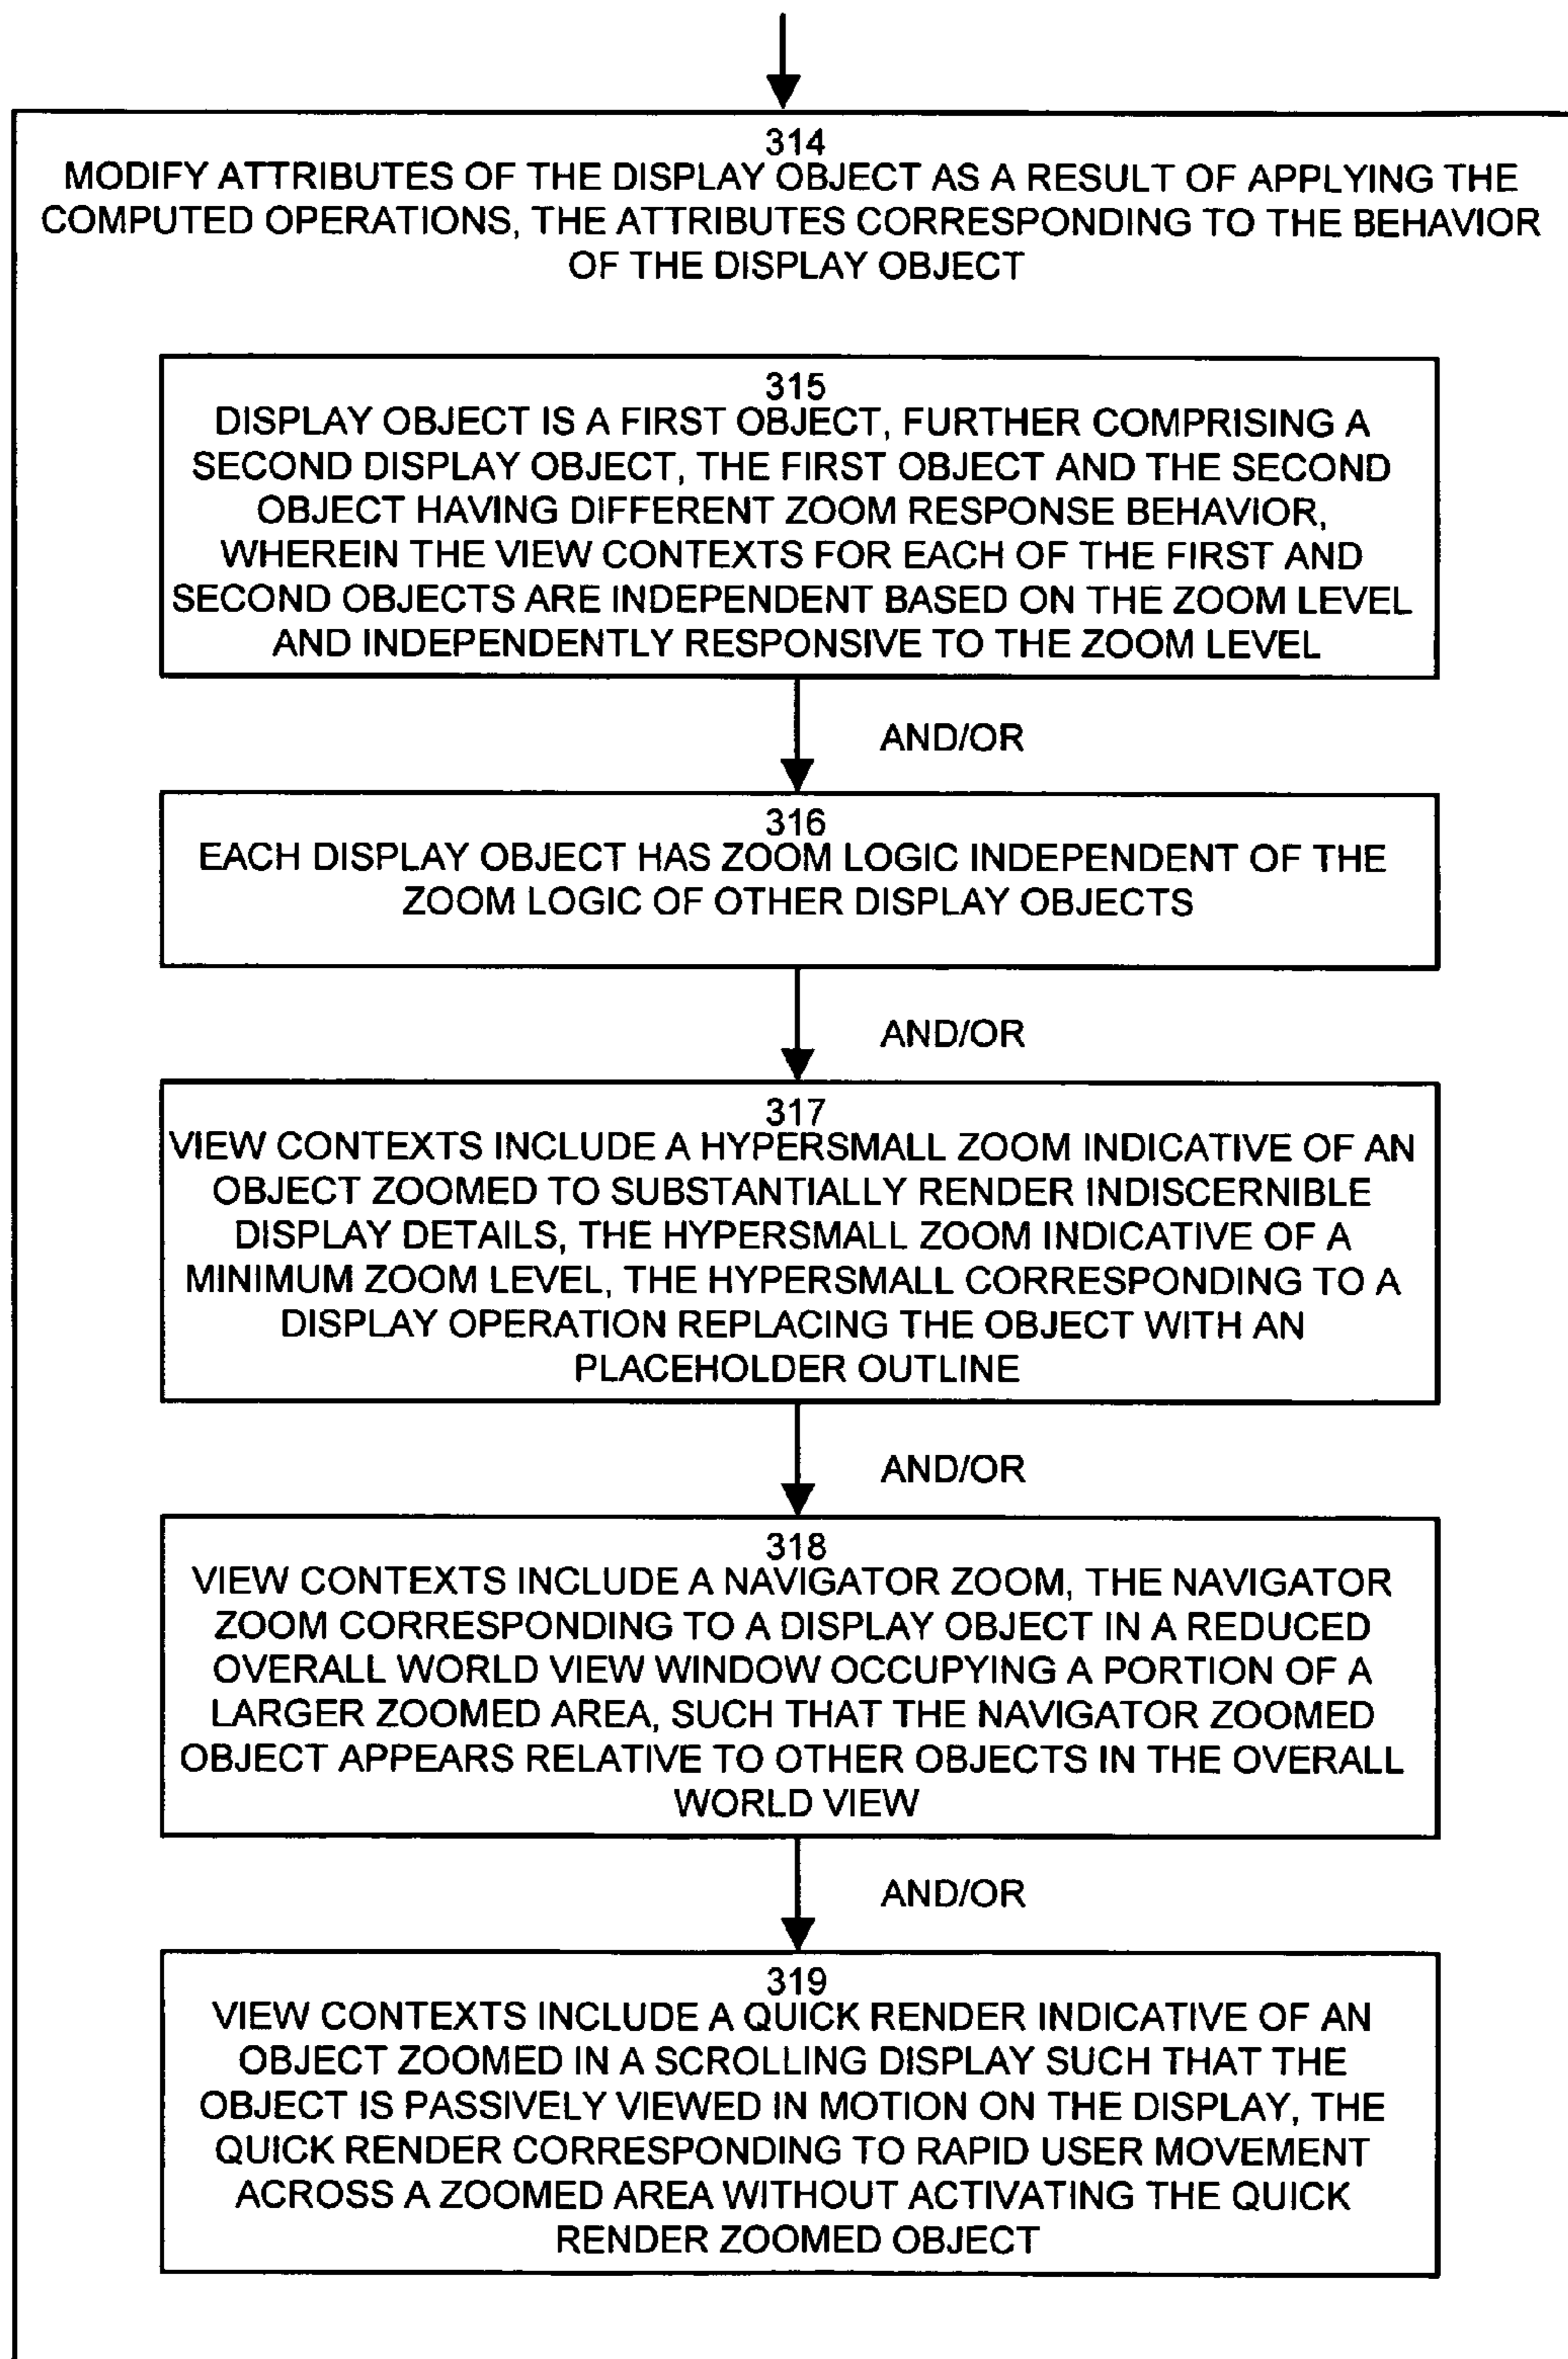 314
MODIFY ATTRIBUTES OF THE DISPLAY OBJECT AS A RESULT OF APPLYING THE
COMPUTED OPERATIONS, THE ATTRIBUTES CORRESPONDING TO THE BEHAVIOR
OF THE DISPLAY OBJECT
315
DISPLAY OBJECT IS A FIRST OBJECT, FURTHER COMPRISING A
SECOND DISPLAY OBJECT, THE FIRST OBJECT AND THE SECOND
OBJECT HAVING DIFFERENT ZOOM RESPONSE BEHAVIOR,
WHEREIN THE VIEW CONTEXTS FOR EACH OF THE FIRST AND
SECOND OBJECTS ARE INDEPENDENT BASED ON THE ZOOM LEVEL
AND INDEPENDENTLY RESPONSIVE TO THE ZOOM LEVEL
AND/OR
316
EACH DISPLAY OBJECT HAS ZOOM LOGIC INDEPENDENT OF THE
ZOOM LOGIC OF OTHER DISPLAY OBJECTS
AND/OR
317
VIEW CONTEXTS INCLUDE A HYPERSMALL ZOOM INDICATIVE OF AN
OBJECT ZOOMED TO SUBSTANTIALLY RENDER INDISCERNIBLE
DISPLAY DETAILS, THE HYPERSMALL ZOOM INDICATIVE OF A
MINIMUM ZOOM LEVEL, THE HYPERSMALL CORRESPONDING TO A
DISPLAY OPERATION REPLACING THE OBJECT WITH AN
PLACEHOLDER OUTLINE
AND/OR
318
VIEW CONTEXTS INCLUDE A NAVIGATOR ZOOM, THE NAVIGATOR
ZOOM CORRESPONDING TO A DISPLAY OBJECT IN A REDUCED
OVERALL WORLD VIEW WINDOW OCCUPYING A PORTION OF A
LARGER ZOOMED AREA, SUCH THAT THE NAVIGATOR ZOOMED
OBJECT APPEARS RELATIVE TO OTHER OBJECTS IN THE OVERALL
WORLD VIEW
AND/OR
319
VIEW CONTEXTS INCLUDE A QUICK RENDER INDICATIVE OF AN
OBJECT ZOOMED IN A SCROLLING DISPLAY SUCH THAT THE
OBJECT IS PASSIVELY VIEWED IN MOTION ON THE DISPLAY, THE
QUICK RENDER CORRESPONDING TO RAPID USER MOVEMENT
ACROSS A ZOOMED AREA WITHOUT ACTIVATING THE QUICK
RENDER ZOOMED OBJECT